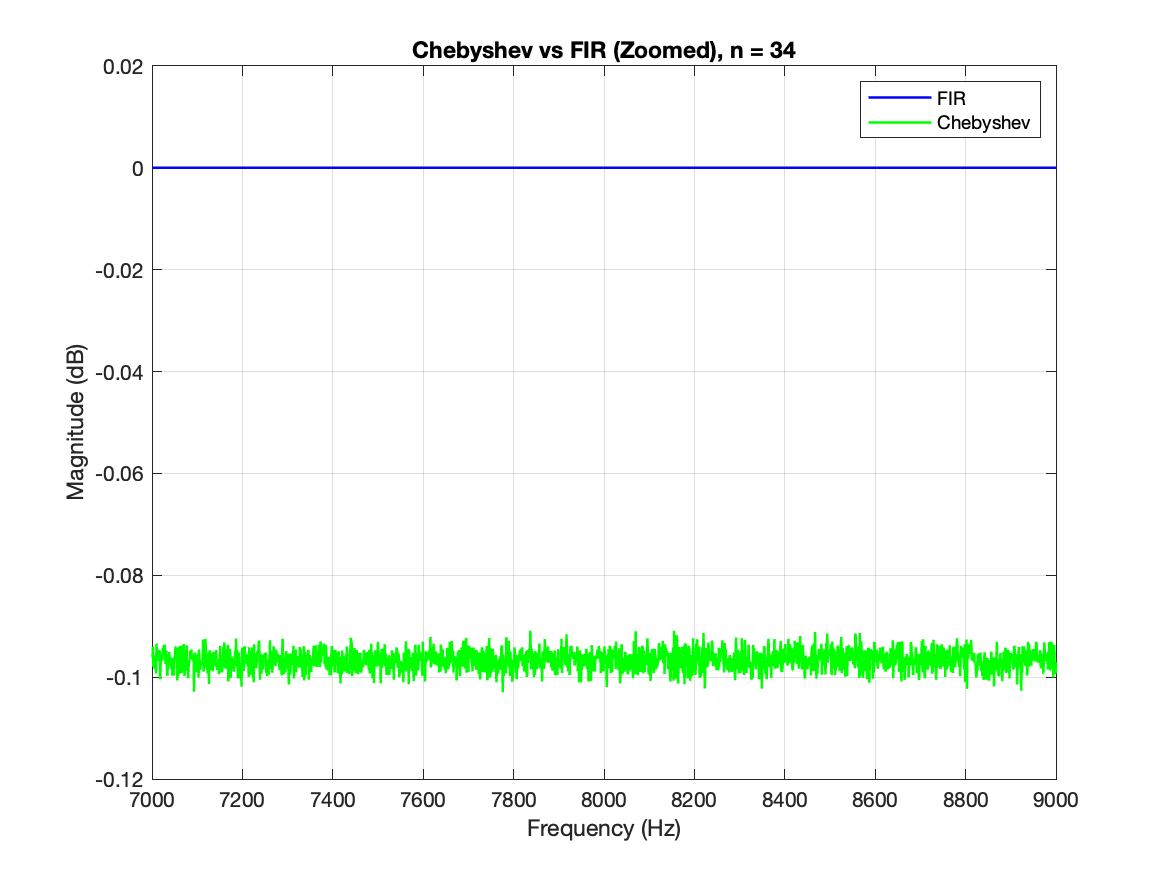 Chebyshev vs FIR (Zoomed), n = 34
FIR
Chebyshev
0.02
0
-0.02
-0.04
-0.06
-0.08
-0.1
-0.12
Magnitude (dB)
7000 7200 7400 7600 7800 8000 8200 8400 8600 8800 9000
Frequency (Hz)